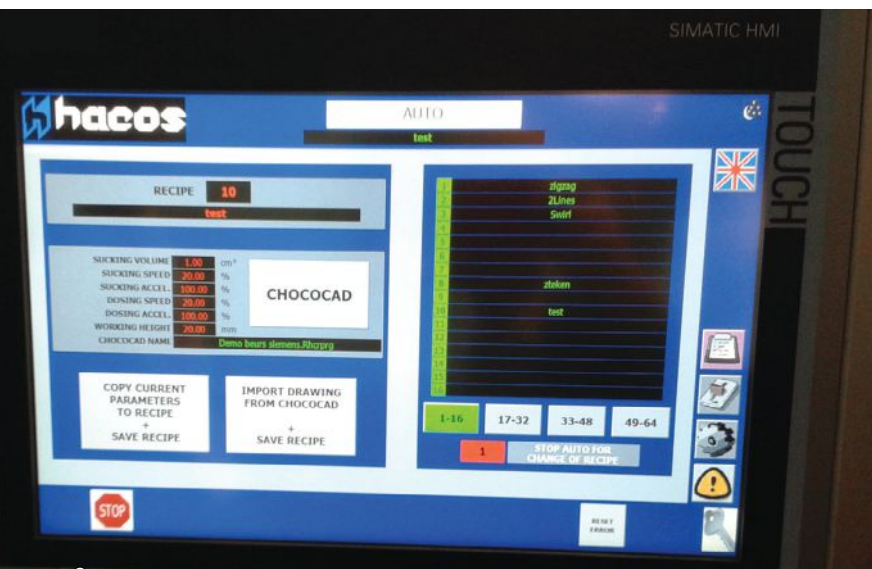 SIMATIC HMI
TOUCH
hacos
AUTO
test
RECIPE 10
test
SUCKING VOLUME 1.00 cm³
SUCKING SPEED 20.00 %
SUCKING ACCEL. 100.00 %
DOSING SPEED 20.00 %
DOSING ACCEL. 100.00 %
WORKING HEIGHT 20.00 mm
CHOCOCAD NAME Demo beurs siemens.Rhcrprg
CHOCOCAD
COPY CURRENT
PARAMETERS
TO RECIPE
+
SAVE RECIPE
IMPORT DRAWING
FROM CHOCOCAD
+
SAVE RECIPE
1 zigzag
2 2Lines
3 Swirl
4
5
6
7
8 zteken
9
10 test
11
12
13
14
15
16
1-16 17-32 33-48 49-64
1 STOP AUTO FOR
CHANGE OF RECIPE
STOP
RESET
ERROR